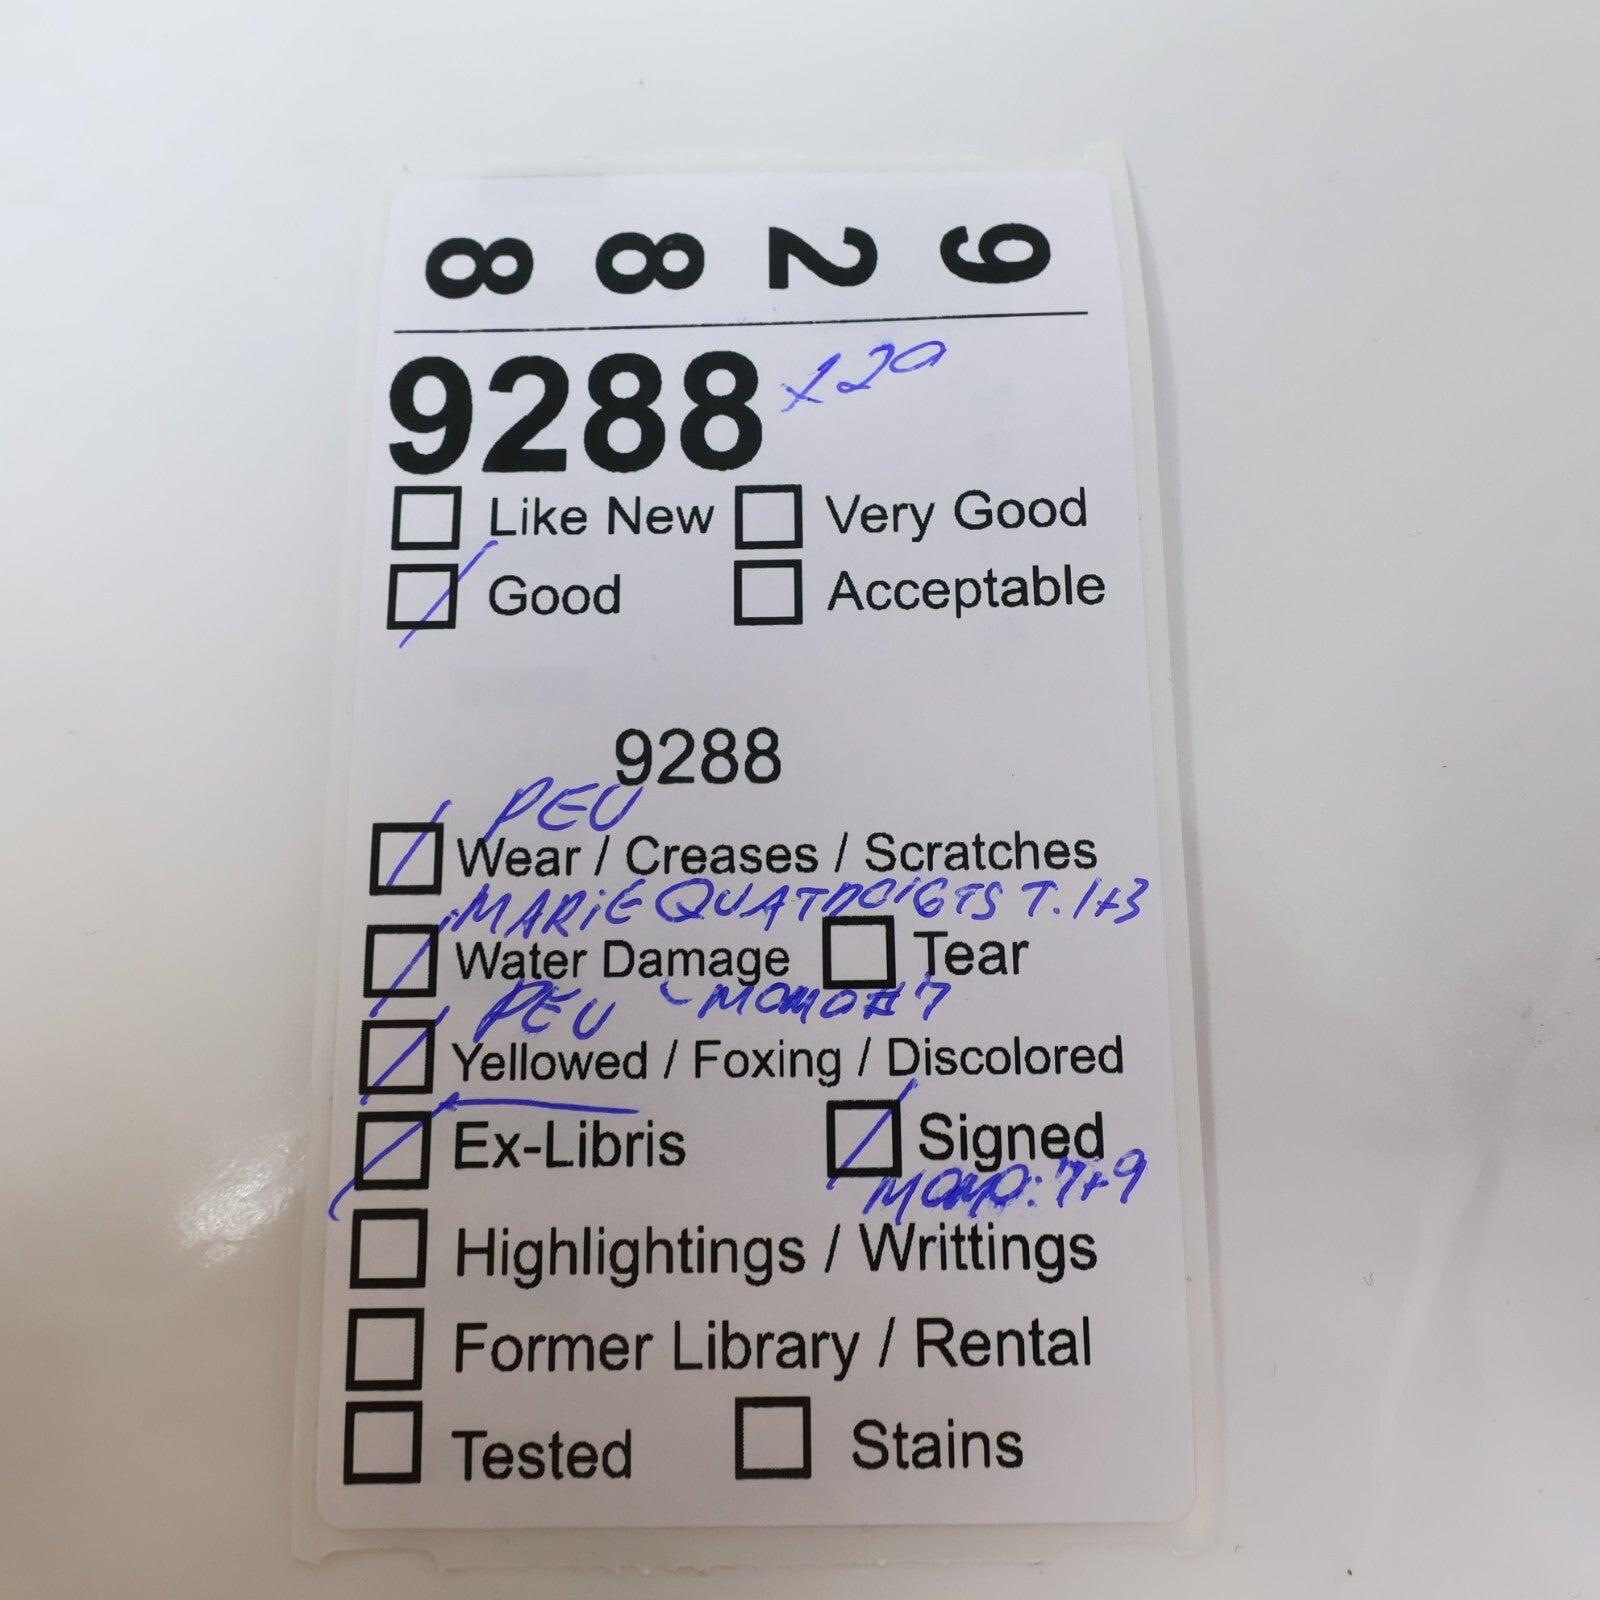 9 2 8 8
9288 x20
Like New Very Good
Good Acceptable
9288
PEU
Wear / Creases / Scratches
MARIE QUATDOIGTS T. 1+3
Water Damage Tear
PEU - MOMO #7
Yellowed / Foxing / Discolored
Ex-Libris Signed
MOMO: 7+9
Highlightings / Writtings
Former Library / Rental
Tested Stains